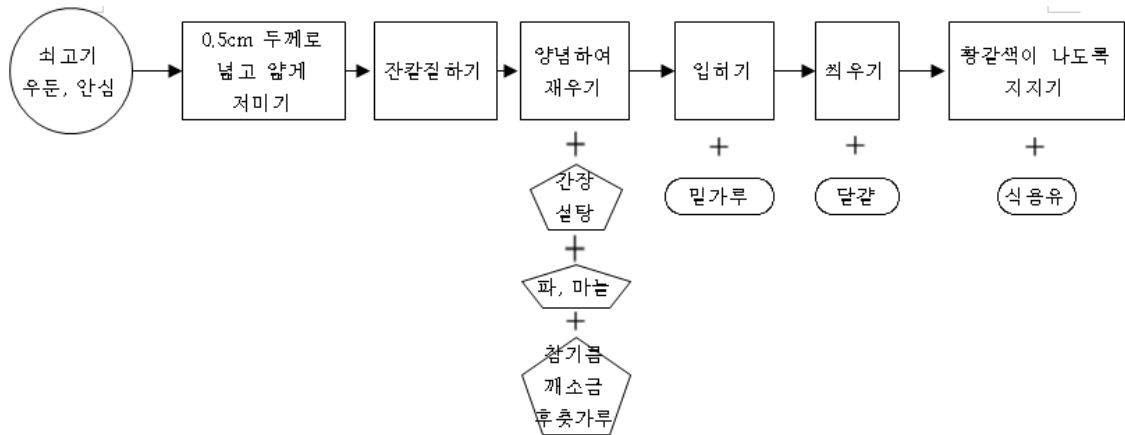 쇠고기
우둔, 안심
0.5cm 두께로
넓고 얇게
저미기
잔칼질하기
양념하여
재우기
입히기
씌우기
황갈색이 나도록
지지기
+
+
+
+
간장
설탕
밀가루
달걀
식용유
+
파, 마늘
+
참기름
깨소금
후춧가루